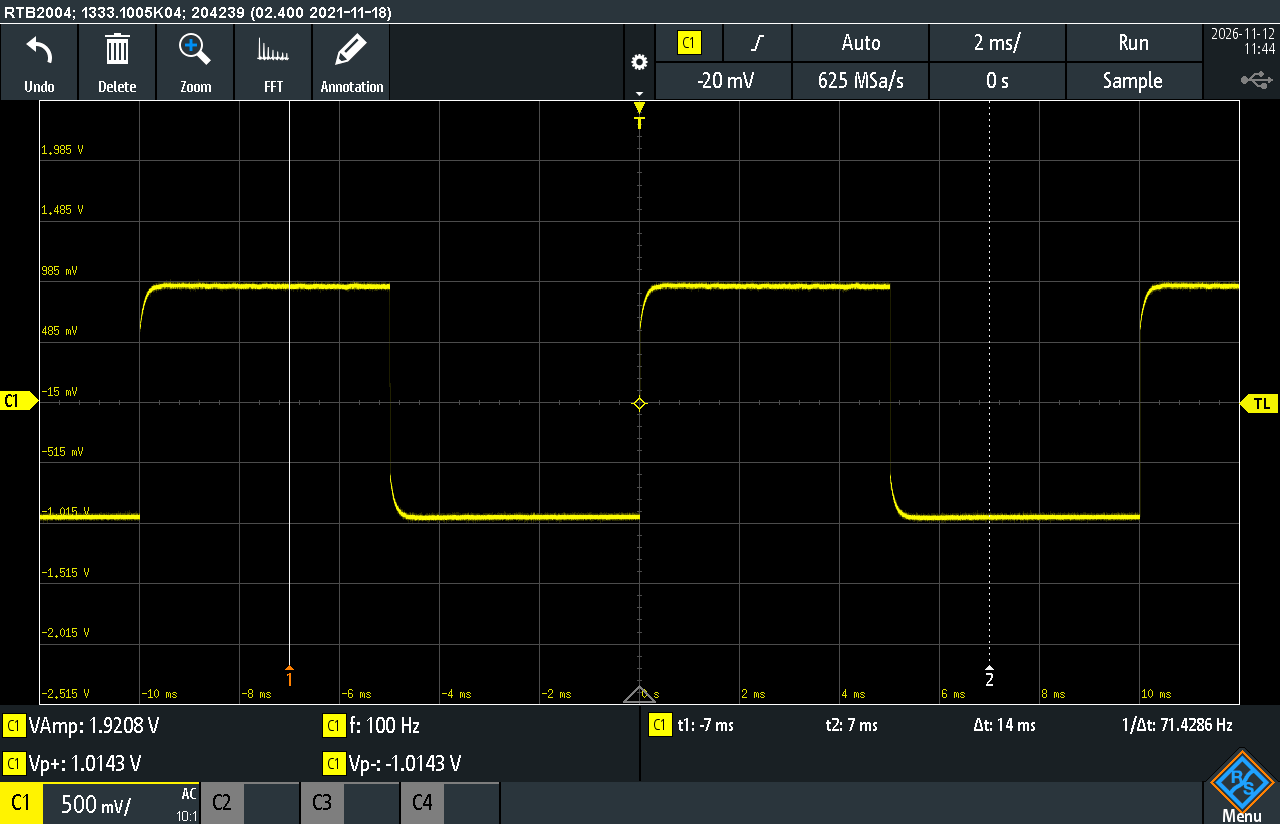 RTB2004; 1333.1005K04; 204239 (02.400 2021-11-18)
Undo Delete Zoom FFT Annotation
C1 Auto 2 ms/ Run
-20 mV 625 MSa/s 0 s Sample
2026-11-12
11:44
T
1.985 V
1.485 V
985 mV
485 mV
-15 mV
C1 TL
-515 mV
-1.015 V
-1.515 V
-2.015 V
1 2
-2.515 V -10 ms -8 ms -6 ms -4 ms -2 ms 0 s 2 ms 4 ms 6 ms 8 ms 10 ms
C1 VAmp: 1.9208 V C1 f: 100 Hz C1 t1: -7 ms t2: 7 ms Δt: 14 ms 1/Δt: 71.4286 Hz
C1 Vp+: 1.0143 V C1 Vp-: -1.0143 V
C1 500 mV/ AC 10:1 C2 C3 C4
R S
Menu